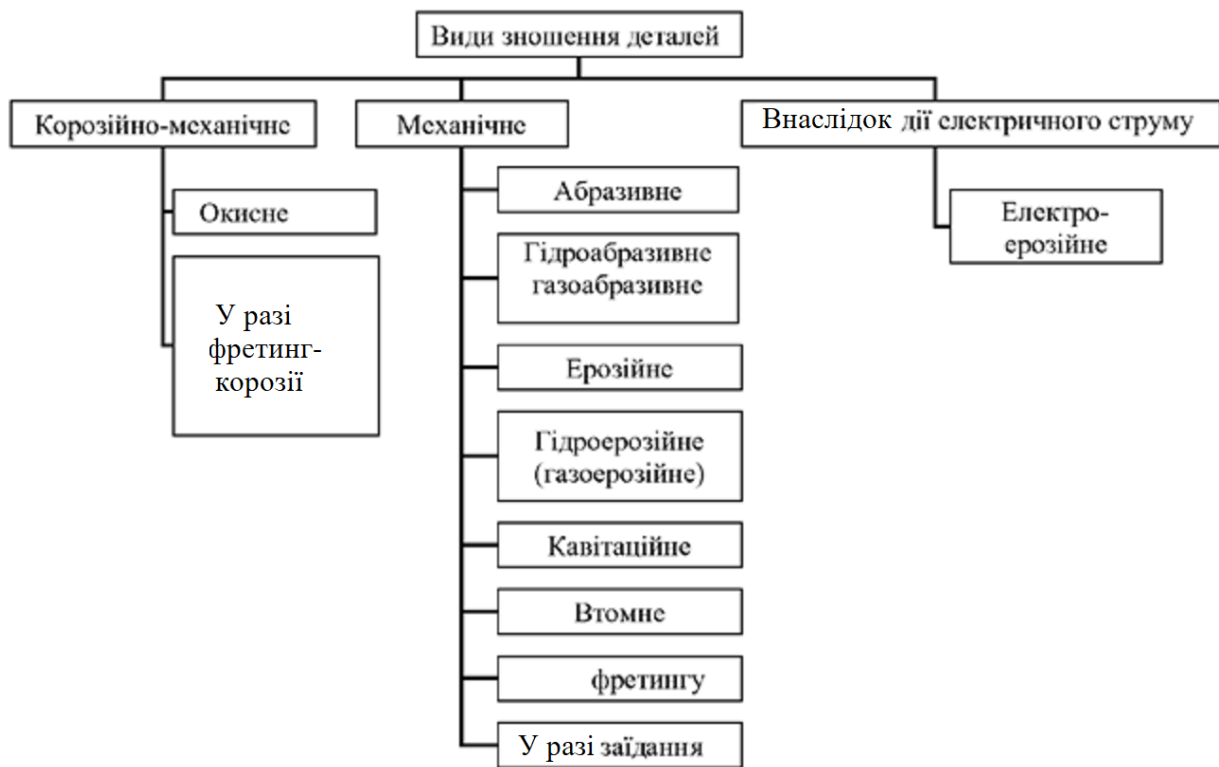 Види зношення деталей
Корозійно-механічне
Механічне
Внаслідок дії електричного струму
Окисне
У разі
фретинг-
корозії
Абразивне
Гідроабразивне
газоабразивне
Ерозійне
Гідроерозійне
(газоерозійне)
Кавітаційне
Втомне
фретингу
У разі заїдання
Електро-
ерозійне